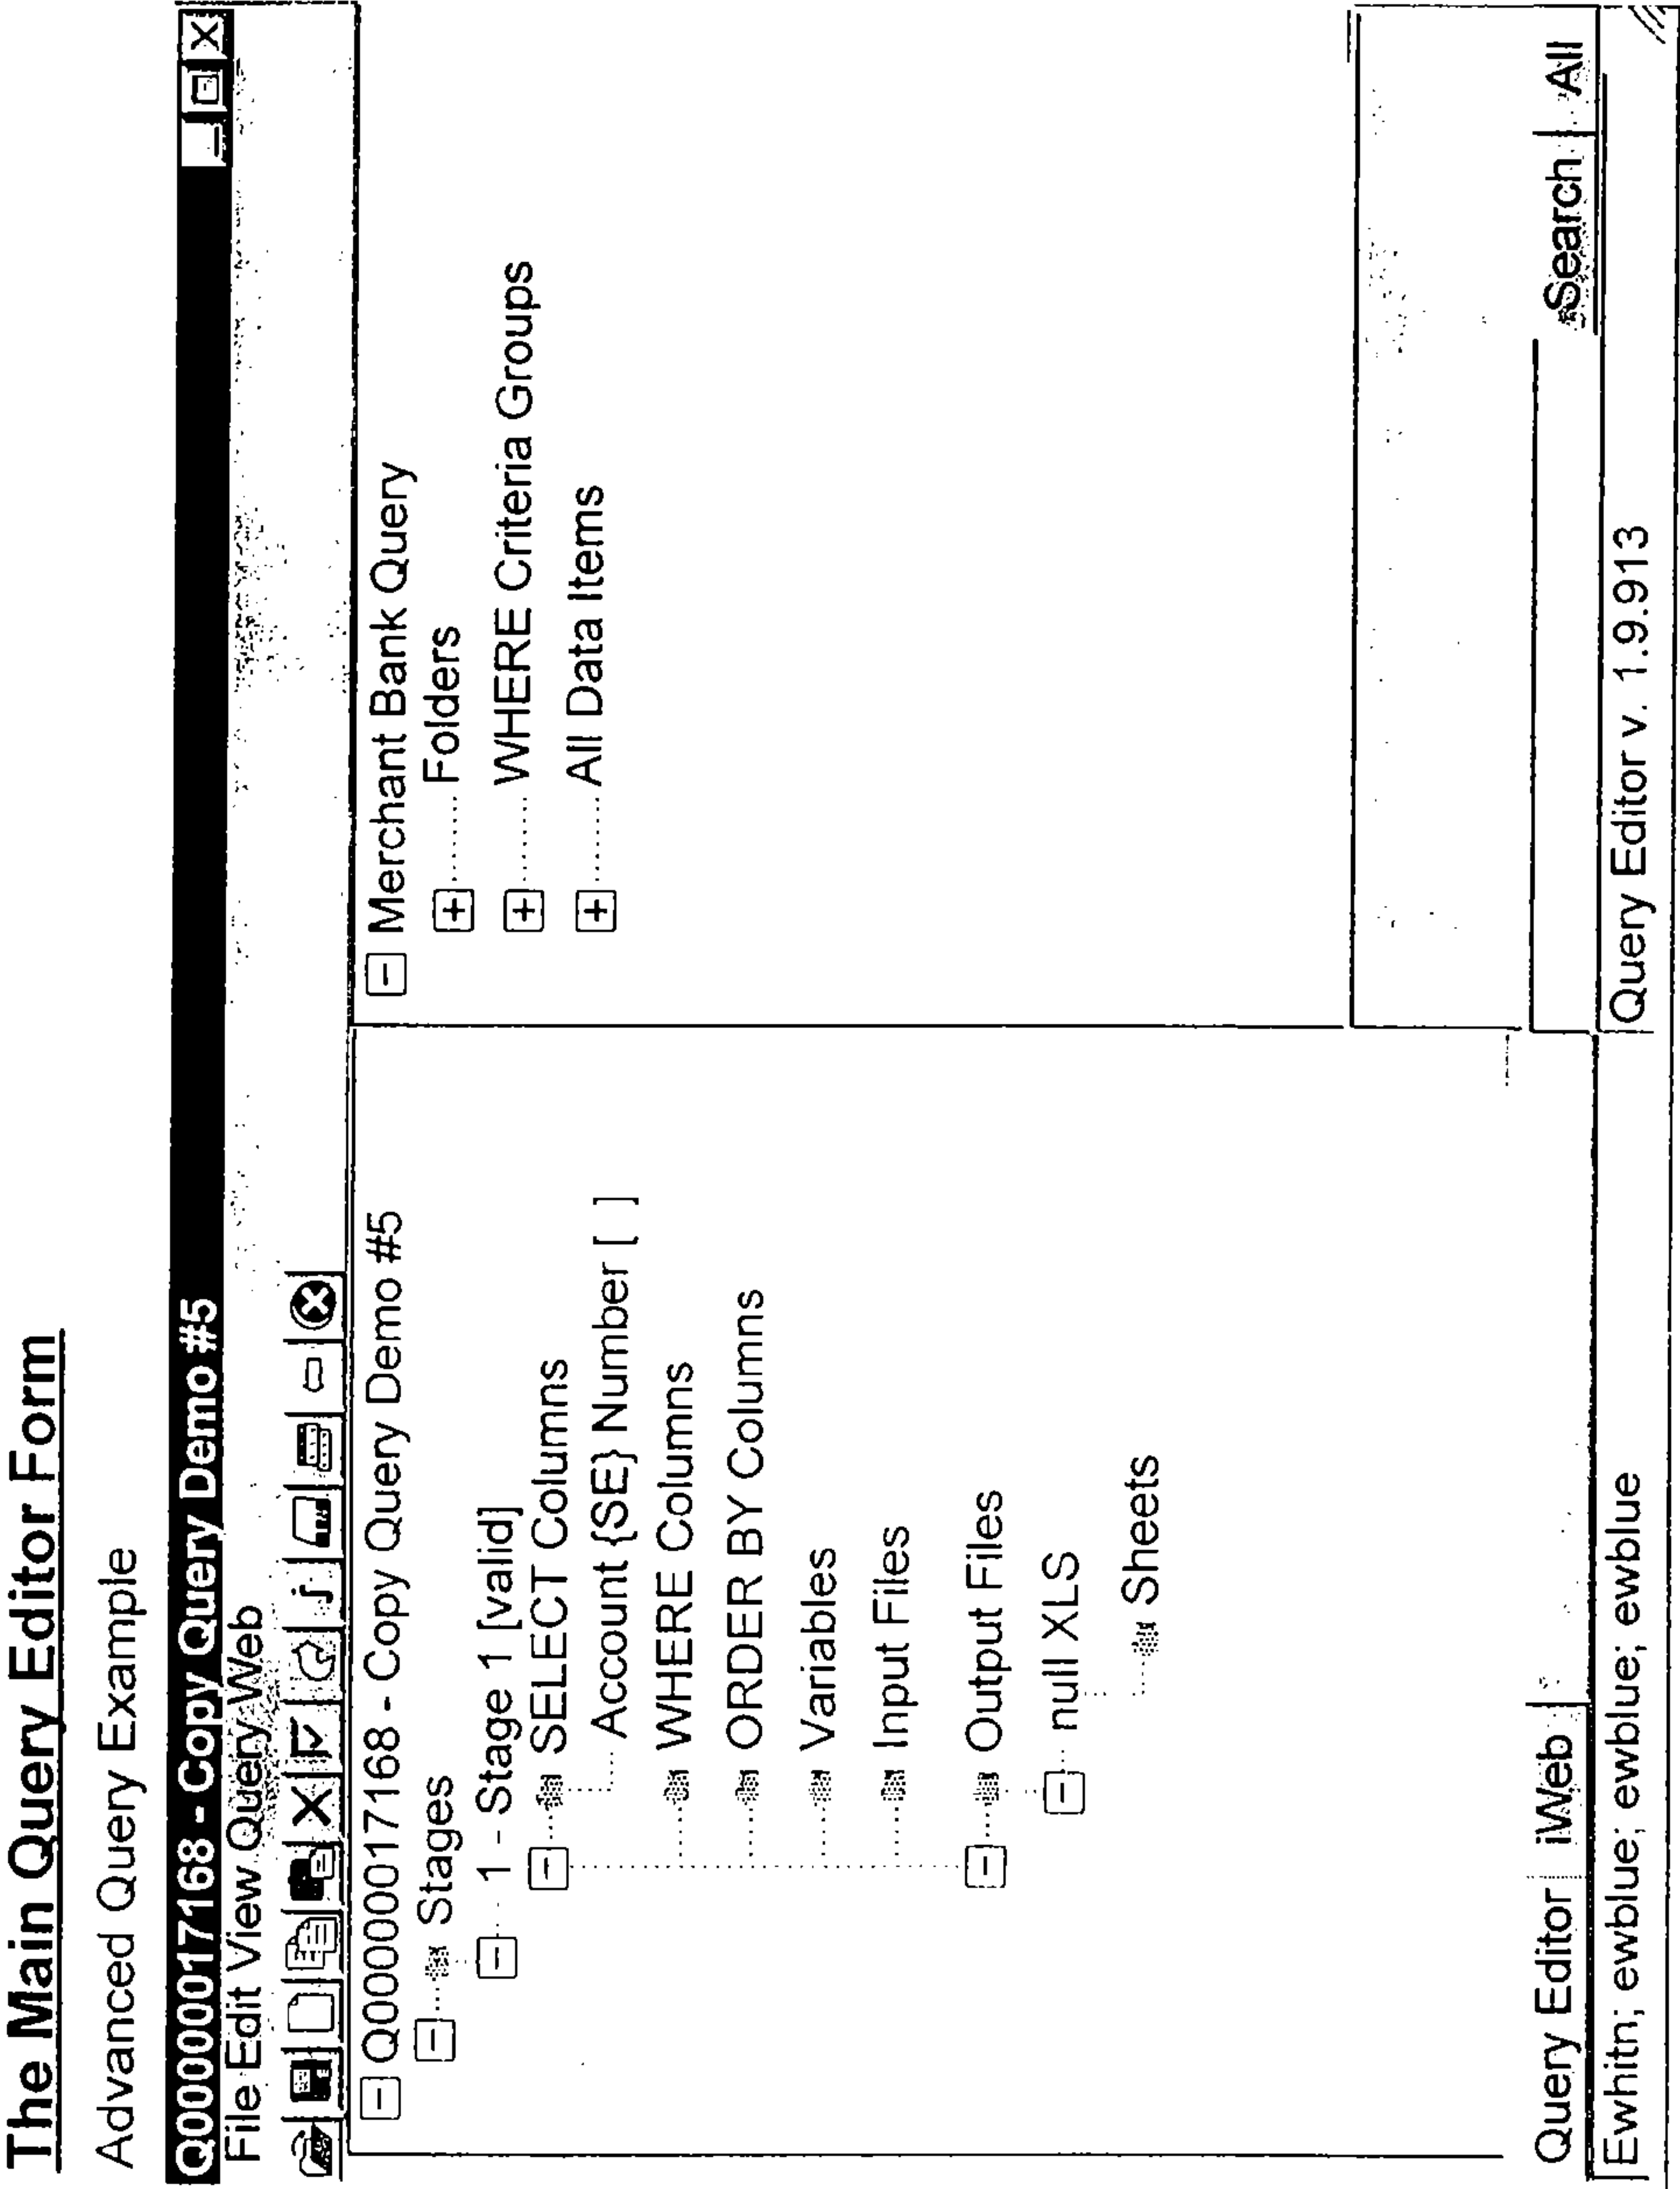 The Main Query Editor Form
Advanced Query Example
Q0000017168 - Copy Query Demo #5
File Edit View Query Web
Q0000017168 - Copy Query Demo #5
Stages
1 - Stage 1 [valid]
SELECT Columns
Account {SE} Number [ ]
WHERE Columns
ORDER BY Columns
Variables
Input Files
Output Files
null XLS
Sheets
Merchant Bank Query
Folders
WHERE Criteria Groups
All Data Items
Search All
Query Editor iWeb
Ewhitn; ewblue; ewblue; ewblue
Query Editor v. 1.9.913